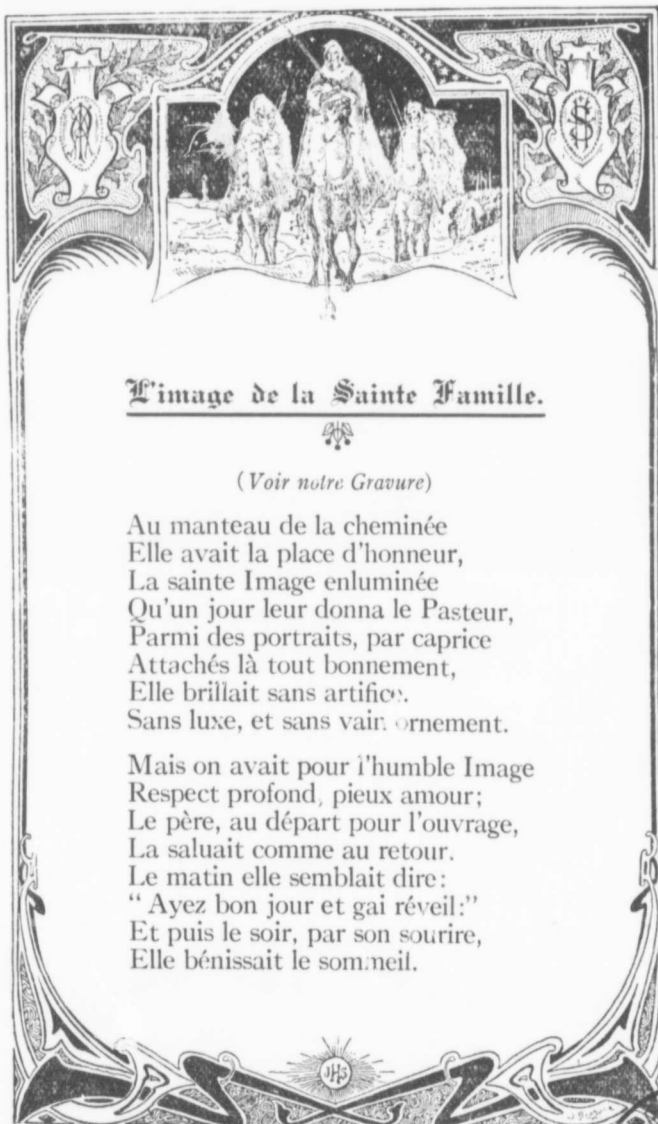 L'image de la Sainte Famille.
(Voir notre Gravure)
Au manteau de la cheminée
Elle avait la place d'honneur,
La sainte Image enluminée
Qu'un jour leur donna le Pasteur,
Parmi des portraits, par caprice
Attachés là tout bonnement,
Elle brillait sans artifice.
Sans luxe, et sans vain ornement.
Mais on avait pour l'humble Image
Respect profond, pieux amour;
Le père, au départ pour l'ouvrage,
La saluait comme au retour.
Le matin elle semblait dire:
“ Ayez bon jour et gai réveil:”
Et puis le soir, par son sourire,
Elle bénissait le sommeil.
JHS